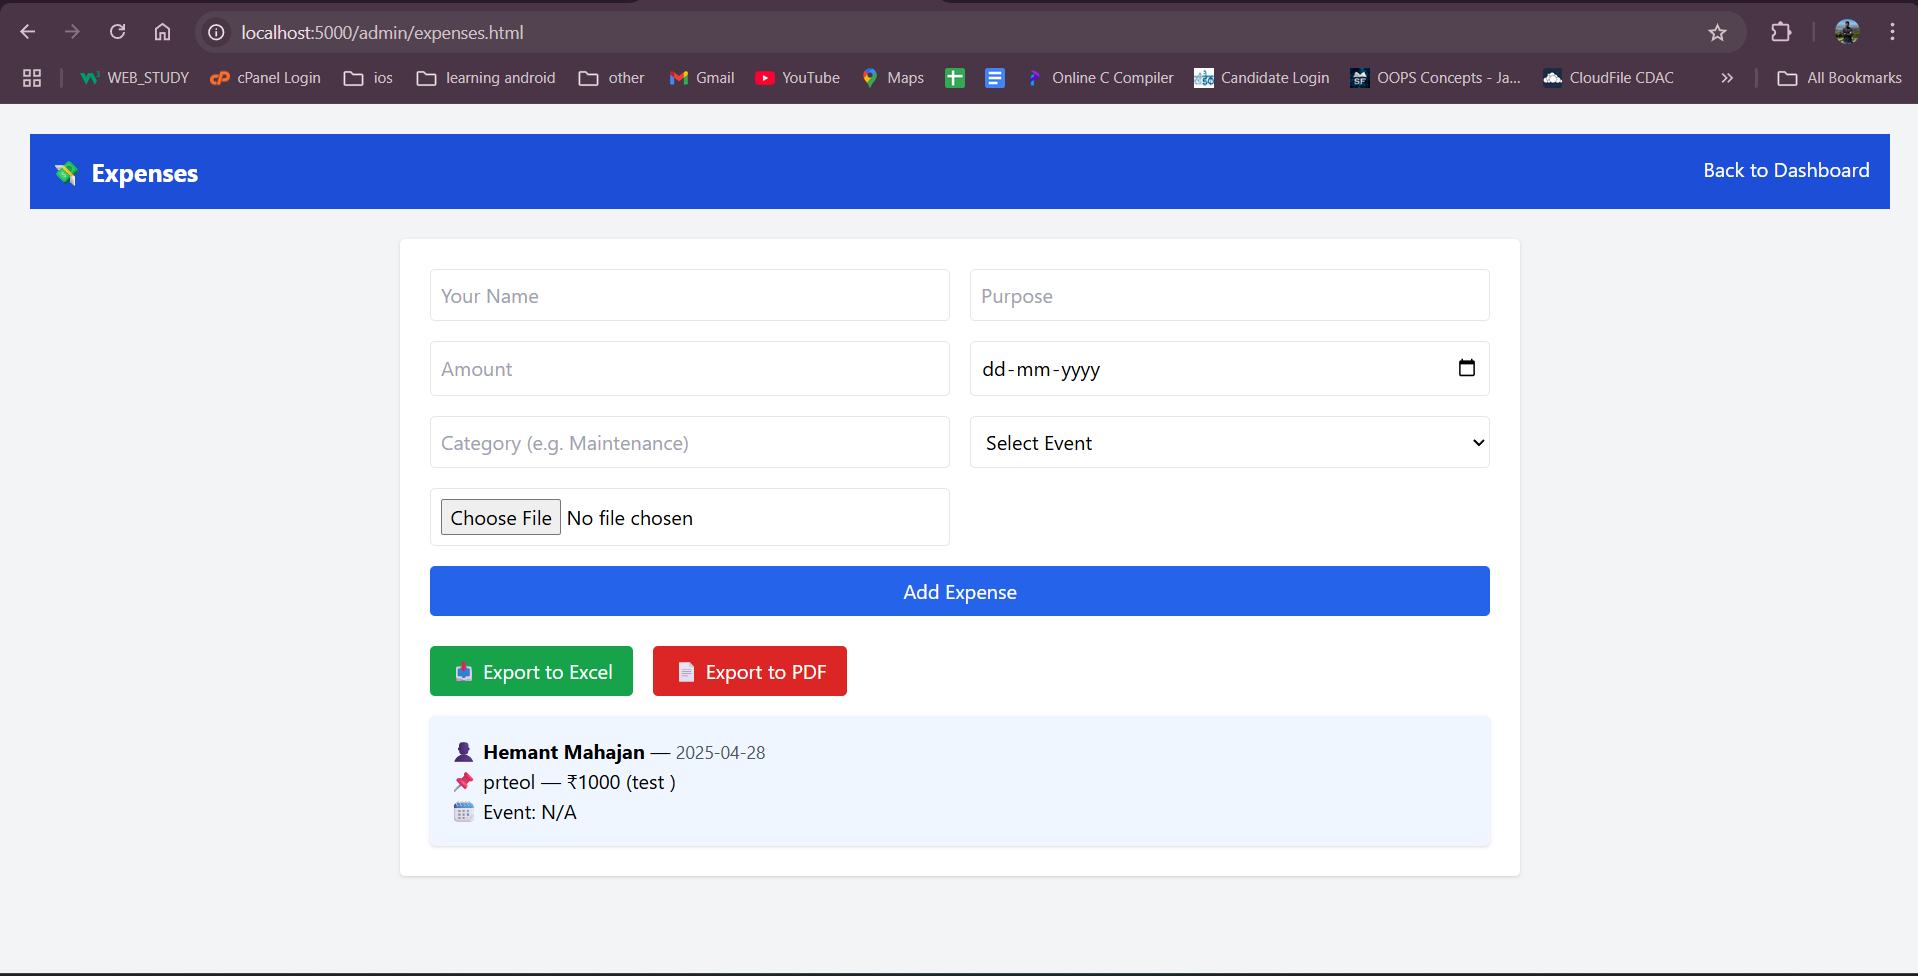 localhost:5000/admin/expenses.html
WEB_STUDY cPanel Login ios learning android other Gmail YouTube Maps Online C Compiler Candidate Login OOPS Concepts - Ja... CloudFile CDAC » All Bookmarks
Expenses
Back to Dashboard
Your Name
Purpose
Amount
dd-mm-yyyy
Category (e.g. Maintenance)
Select Event
Choose File No file chosen
Add Expense
Export to Excel
Export to PDF
Hemant Mahajan — 2025-04-28
prteol — ₹1000 (test )
Event: N/A